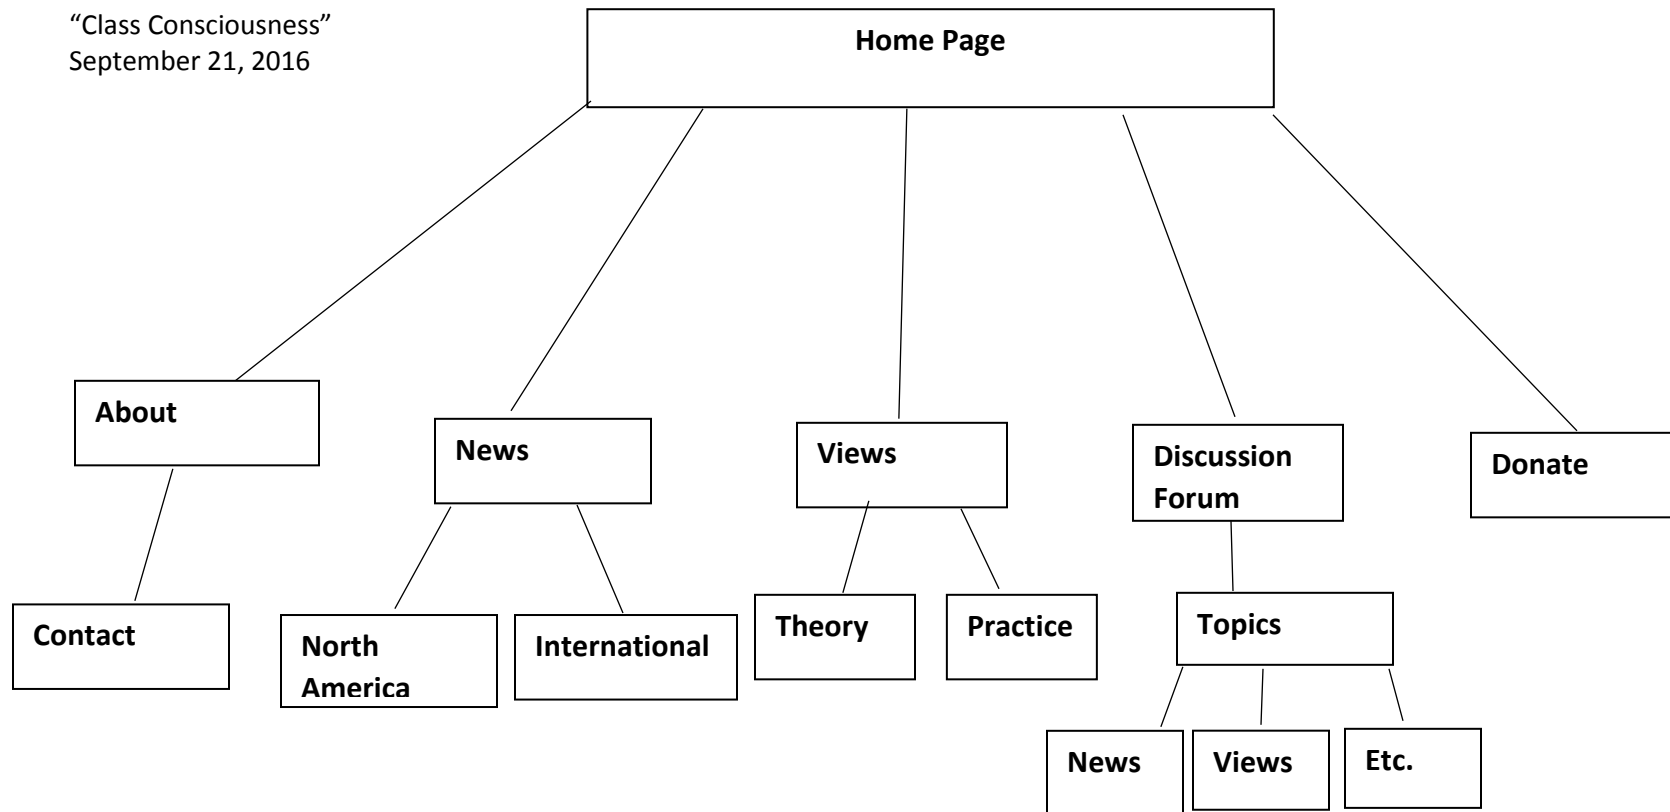 “Class Consciousness”
September 21, 2016
Home Page
About
News
Views
Discussion
Forum
Donate
Contact
North
America
International
Theory
Practice
Topics
News
Views
Etc.